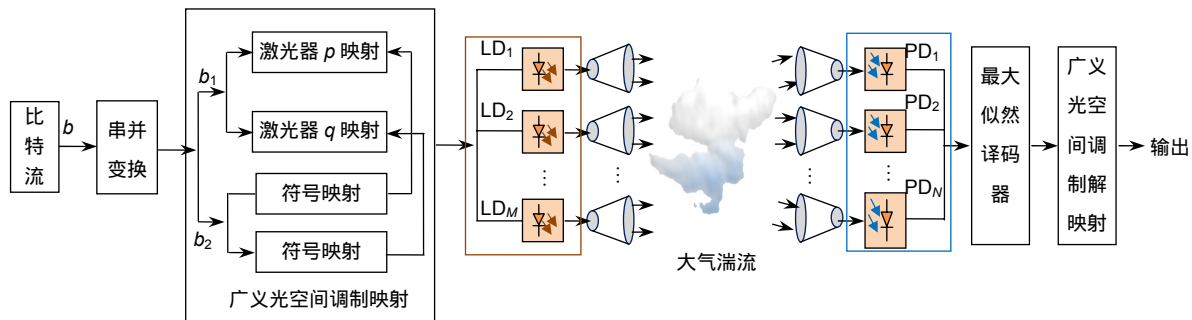 比特流
b
串并
变换
b1
b2
激光器 p 映射
激光器 q 映射
符号映射
符号映射
广义光空间调制映射
LD1
LD2
⋮
LDM
⋮
大气湍流
⋮
PD1
PD2
⋮
PDN
最大似然译码器
广义光空间调制解映射
输出